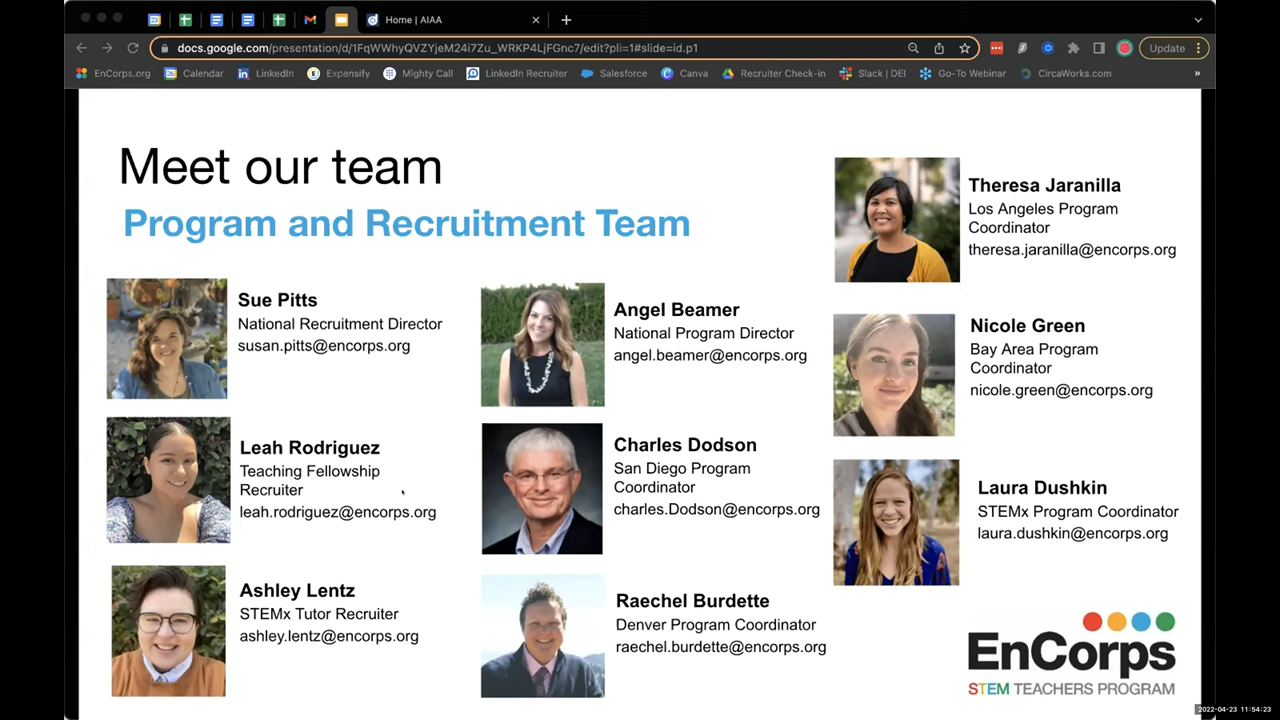 Home | AIAA
docs.google.com/presentation/d/1FqWWhyQVZYjeM24i7Zu_WRKP4LjFGnc7/edit?pli=1#slide=id.p1
Update
EnCorps.org
Calendar
LinkedIn
Expensify
Mighty Call
LinkedIn Recruiter
Salesforce
Canva
Recruiter Check-in
Slack | DEI
Go-To Webinar
CircaWorks.com
»
Meet our team
Program and Recruitment Team
Sue Pitts
National Recruitment Director
susan.pitts@encorps.org
Leah Rodriguez
Teaching Fellowship
Recruiter
leah.rodriguez@encorps.org
Ashley Lentz
STEMx Tutor Recruiter
ashley.lentz@encorps.org
Angel Beamer
National Program Director
angel.beamer@encorps.org
Charles Dodson
San Diego Program
Coordinator
charles.Dodson@encorps.org
Raechel Burdette
Denver Program Coordinator
raechel.burdette@encorps.org
Theresa Jaranilla
Los Angeles Program
Coordinator
theresa.jaranilla@encorps.org
Nicole Green
Bay Area Program
Coordinator
nicole.green@encorps.org
Laura Dushkin
STEMx Program Coordinator
laura.dushkin@encorps.org
EnCorps
STEM TEACHERS PROGRAM
2022-04-23 11:54:23